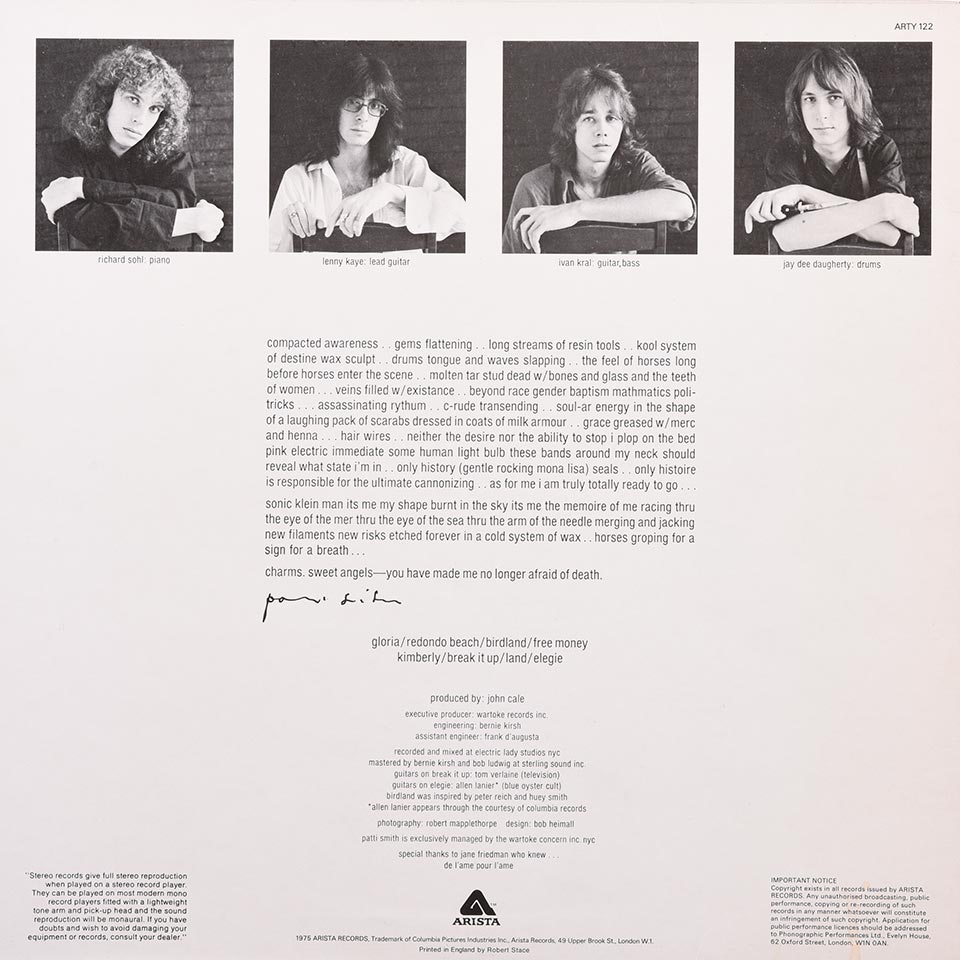 ARTY 122
richard sohl: piano
lenny kaye: lead guitar
ivan kral: guitar, bass
jay dee daugherty: drums
compacted awareness . . gems flattening . . long streams of resin tools . . kool system
of destine wax sculpt . . drums tongue and waves slapping . . the feel of horses long
before horses enter the scene . . molten tar stud dead w/bones and glass and the teeth
of women . . . veins filled w/existance . . beyond race gender baptism mathmatics poli-
tricks . . . assassinating rythum . . c-rude transending . . soul-ar energy in the shape
of a laughing pack of scarabs dressed in coats of milk armour . . grace greased w/merc
and henna . . . hair wires . . neither the desire nor the ability to stop i plop on the bed
pink electric immediate some human light bulb these bands around my neck should
reveal what state i'm in . . only history (gentle rocking mona lisa) seals . . only histoire
is responsible for the ultimate cannonizing . . as for me i am truly totally ready to go . . .
sonic klein man its me my shape burnt in the sky its me the memoire of me racing thru
the eye of the mer thru the eye of the sea thru the arm of the needle merging and jacking
new filaments new risks etched forever in a cold system of wax . . horses groping for a
sign for a breath . . .
charms. sweet angels—you have made me no longer afraid of death.
gloria/redondo beach/birdland/free money
kimberly/break it up/land/elegie
produced by: john cale
executive producer: wartoke records inc.
engineering: bernie kirsh
assistant engineer: frank d'augusta
recorded and mixed at electric lady studios nyc
mastered by bernie kirsh and bob ludwig at sterling sound inc.
guitars on break it up: tom verlaine (television)
guitars on elegie: allen lanier* (blue oyster cult)
birdland was inspired by peter reich and huey smith
*allen lanier appears through the courtesy of columbia records
photography: robert mapplethorpe design: bob heimall
patti smith is exclusively managed by the wartoke concern inc. nyc
special thanks to jane friedman who knew . . .
de l'ame pour l'ame
"Stereo records give full stereo reproduction
when played on a stereo record player.
They can be played on most modern mono
record players fitted with a lightweight
tone arm and pick-up head and the sound
reproduction will be monaural. If you have
doubts and wish to avoid damaging your
equipment or records, consult your dealer."
ARISTA
TM
1975 ARISTA RECORDS, Trademark of Columbia Pictures Industries Inc., Arista Records, 49 Upper Brook St., London W.1.
Printed in England by Robert Stace
IMPORTANT NOTICE
Copyright exists in all records issued by ARISTA
RECORDS. Any unauthorised broadcasting, public
performance, copying or re-recording of such
records in any manner whatsoever will constitute
an infringement of such copyright. Application for
public performance licences should be addressed
to Phonographic Performances Ltd., Evelyn House,
62 Oxford Street, London, W1N 0AN.